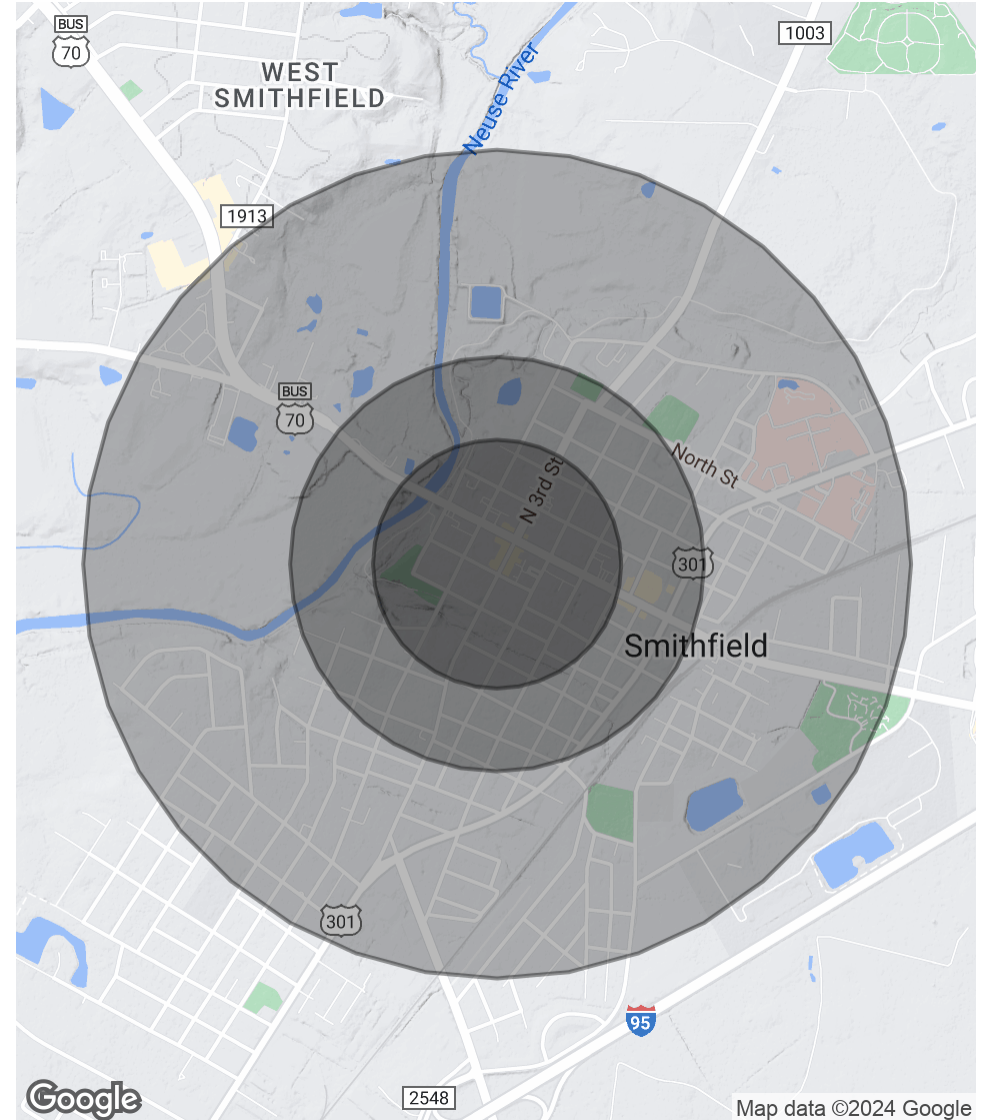 BUS
70
1003
WEST
SMITHFIELD
Neuse River
1913
BUS
70
North St
N 3rd St
301
Smithfield
301
95
2548
Google
Map data ©2024 Google